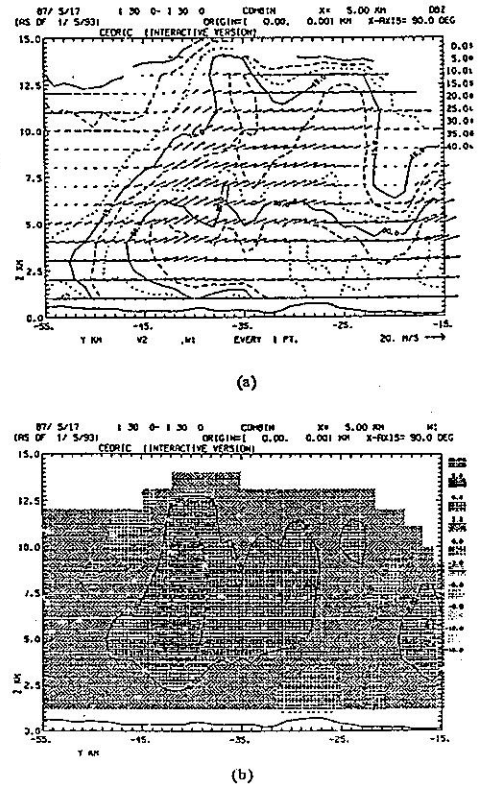 87/ 5/17 1 30 0- 1 30 0 COMBIN X= 5.00 KM DBZ
(AS OF 1/ 5/93) ORIGIN=( 0.00, 0.001 KM X-AXIS= 90.0 DEG
CEDRIC (INTERACTIVE VERSION)
15.0
12.5
10.0
7.5
5.0
2.5
0.0
Z KM
0.0
5.0
10.0
15.0
20.0
25.0
30.0
35.0
40.0
-55. -45. -35. -25. -15.
Y KM V2 ,W1 EVERY 1 PT. 20. M/S
(a)
87/ 5/17 1 30 0- 1 30 0 COMBIN X= 5.00 KM W1
(AS OF 1/ 5/93) ORIGIN=( 0.00, 0.001 KM X-AXIS= 90.0 DEG
CEDRIC (INTERACTIVE VERSION)
15.0
12.5
10.0
7.5
5.0
2.5
Z KM
-55. -45. -35. -25. -15.
Y KM
(b)